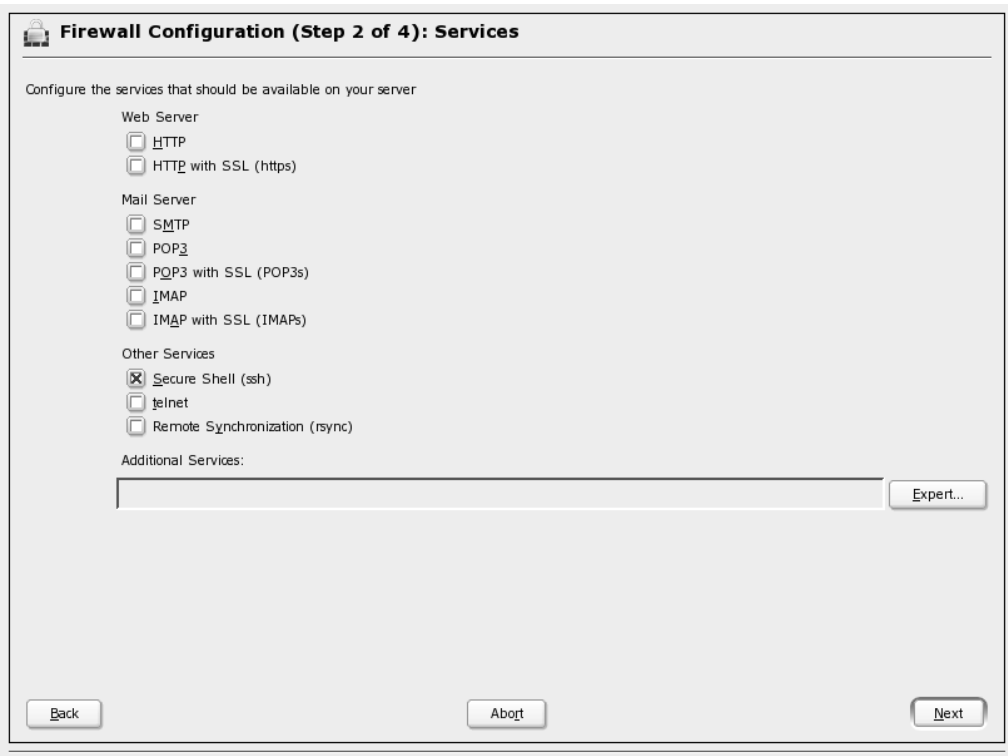 Firewall Configuration (Step 2 of 4): Services
Configure the services that should be available on your server
Web Server
HTTP
HTTP with SSL (https)
Mail Server
SMTP
POP3
POP3 with SSL (POP3s)
IMAP
IMAP with SSL (IMAPs)
Other Services
Secure Shell (ssh)
telnet
Remote Synchronization (rsync)
Additional Services:
Expert...
Back
Abort
Next